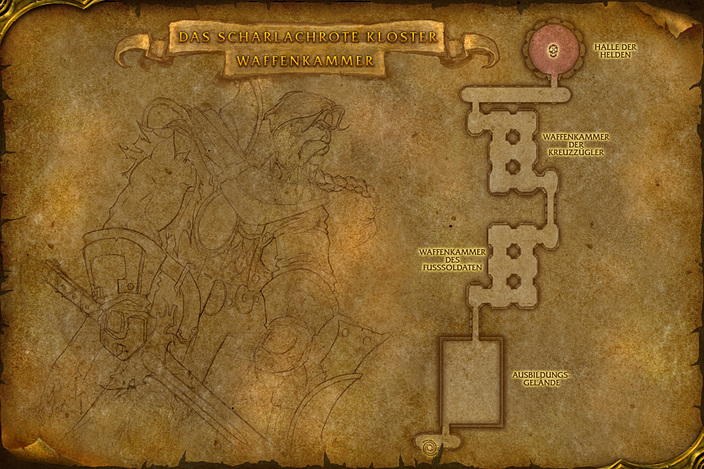 DAS SCHARLACHROTE KLOSTER
WAFFENKAMMER
HALLE DER
HELDEN
WAFFENKAMMER
DER
KREUZZÜGLER
WAFFENKAMMER
DES
FUSSSOLDATEN
AUSBILDUNGS-
GELÄNDE